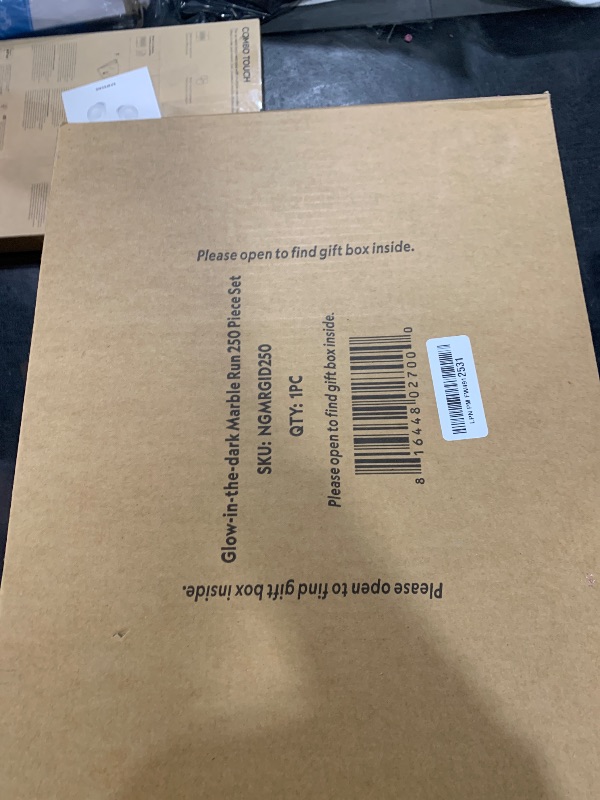 COMBO TOUCH
Please open to find gift box inside.
Glow-in-the-dark Marble Run 250 Piece Set
SKU: NGMRGID250
QTY: 1PC
Please open to find gift box inside.
8 16448 02700 0
Please open to find gift box inside.